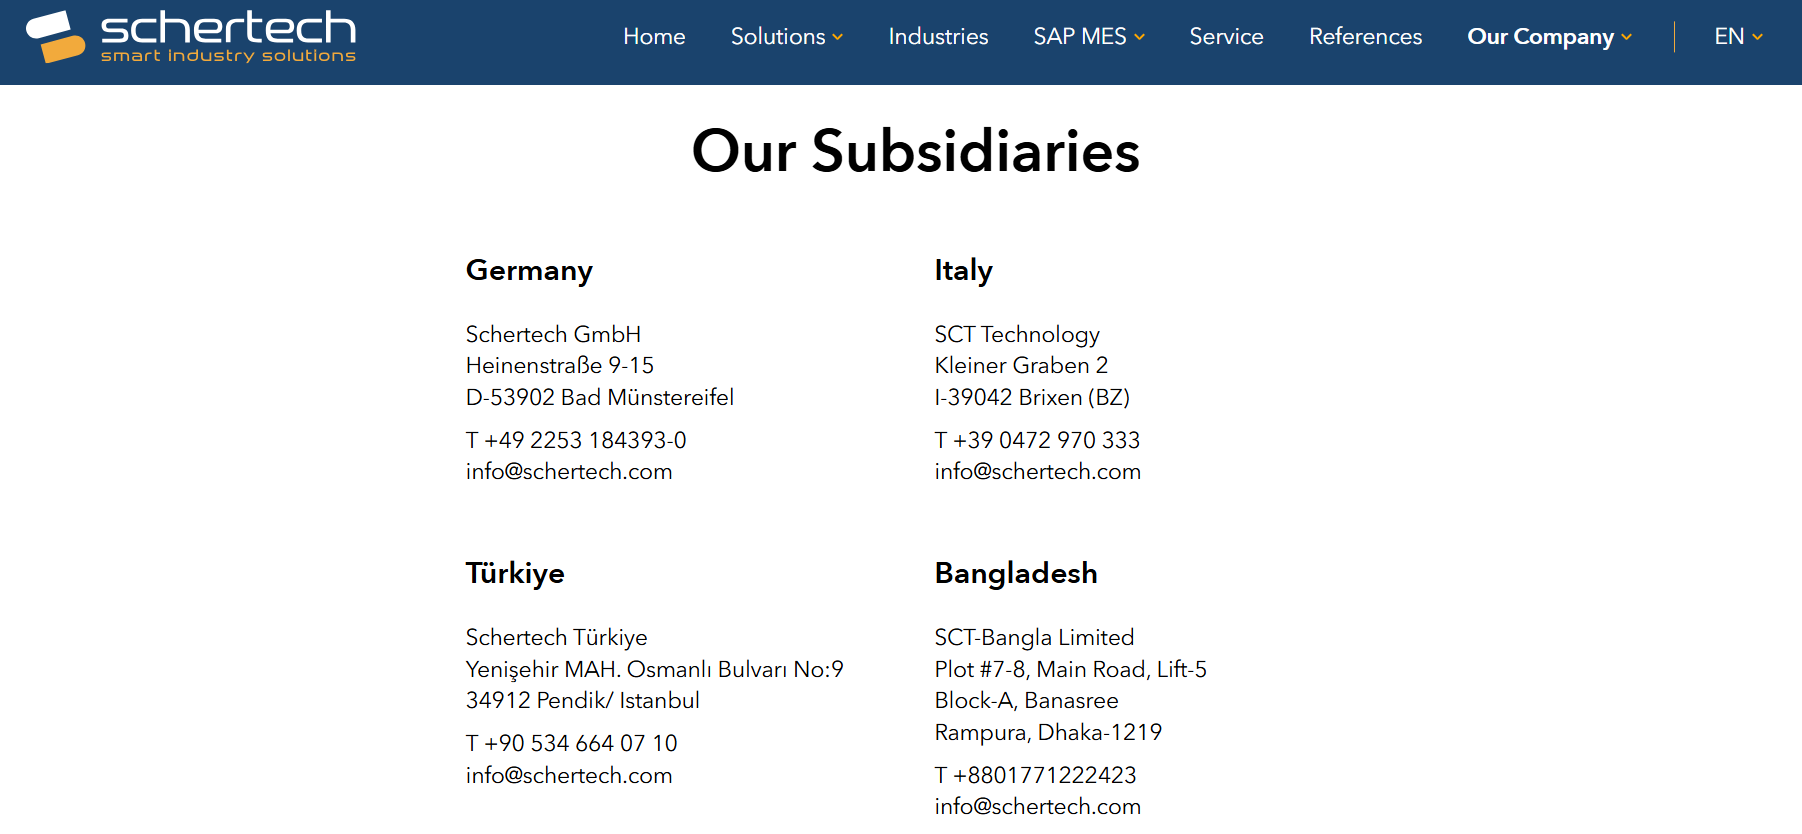 schertech
smart industry solutions
Home Solutions Industries SAP MES Service References Our Company EN
Our Subsidiaries
Germany
Schertech GmbH
Heinenstraße 9-15
D-53902 Bad Münstereifel
T +49 2253 184393-0
info@schertech.com
Italy
SCT Technology
Kleiner Graben 2
I-39042 Brixen (BZ)
T +39 0472 970 333
info@schertech.com
Türkiye
Schertech Türkiye
Yenişehir MAH. Osmanlı Bulvarı No:9
34912 Pendik/ Istanbul
T +90 534 664 07 10
info@schertech.com
Bangladesh
SCT-Bangla Limited
Plot #7-8, Main Road, Lift-5
Block-A, Banasree
Rampura, Dhaka-1219
T +8801771222423
info@schertech.com